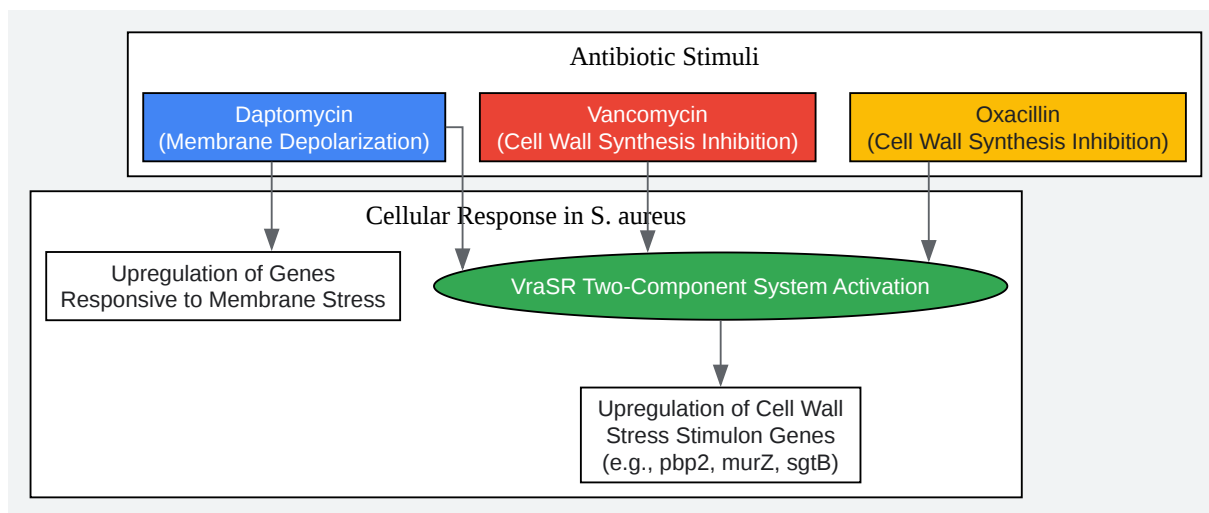 Antibiotic Stimuli
Daptomycin
(Membrane Depolarization)
Vancomycin
(Cell Wall Synthesis Inhibition)
Oxacillin
(Cell Wall Synthesis Inhibition)
Cellular Response in S. aureus
Upregulation of Genes
Responsive to Membrane Stress
VraSR Two-Component System Activation
Upregulation of Cell Wall
Stress Stimulon Genes
(e.g., pbp2, murZ, sgtB)